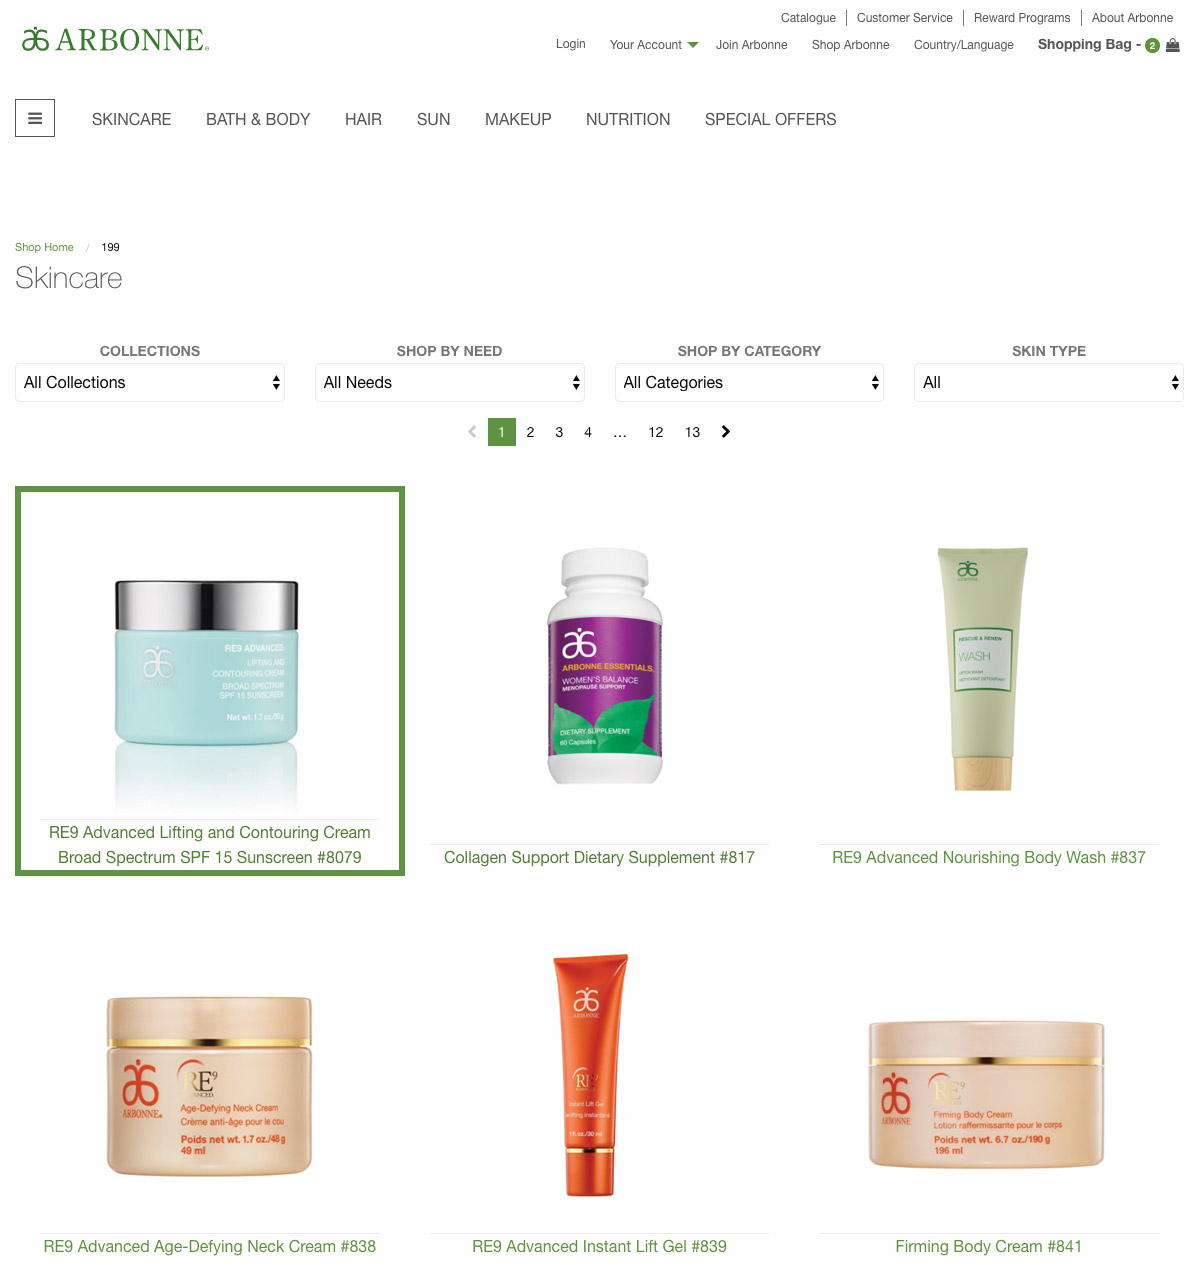 Catalogue
Customer Service
Reward Programs
About Arbonne
ARBONNE
Login
Your Account
Join Arbonne
Shop Arbonne
Country/Language
Shopping Bag - 2
SKINCARE
BATH & BODY
HAIR
SUN
MAKEUP
NUTRITION
SPECIAL OFFERS
Shop Home / 199
Skincare
COLLECTIONS
SHOP BY NEED
SHOP BY CATEGORY
SKIN TYPE
All Collections
All Needs
All Categories
All
1 2 3 4 ... 12 13
RE9 ADVANCED.
LIFTING AND
CONTOURING CREAM
BROAD SPECTRUM
SPF 15 SUNSCREEN
Net wt. 1.7 oz./50 g
RE9 Advanced Lifting and Contouring Cream
Broad Spectrum SPF 15 Sunscreen #8079
ARBONNE ESSENTIALS.
WOMEN'S BALANCE
MENOPAUSE SUPPORT
DIETARY SUPPLEMENT
60 Capsules
Collagen Support Dietary Supplement #817
ARBONNE
RESCUE & RENEW
WASH
DETOX WASH
NETTOYANT DETOXIFIANT
RE9 Advanced Nourishing Body Wash #837
ARBONNE
RE9
Age-Defying Neck Cream
Crème anti-âge pour le cou
Poids net wt. 1.7 oz./48 g
49 ml
RE9 Advanced Age-Defying Neck Cream #838
ARBONNE
RE9
Instant Lift Gel
1 fl. oz./30 ml
RE9 Advanced Instant Lift Gel #839
ARBONNE
RE9
Firming Body Cream
Lotion raffermissante pour le corps
Poids net wt. 6.7 oz./190 g
196 ml
Firming Body Cream #841